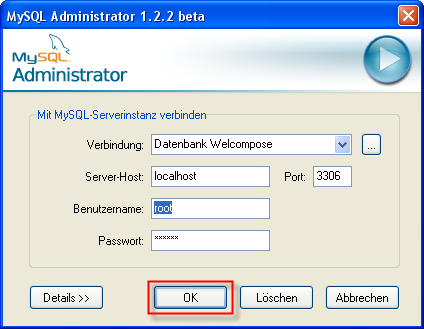 MySQL Administrator 1.2.2 beta
MySQL
Administrator
Mit MySQL-Serverinstanz verbinden
Verbindung: Datenbank Welcompose ...
Server-Host: localhost Port: 3306
Benutzername: root
Passwort: ******
Details >> OK Löschen Abbrechen